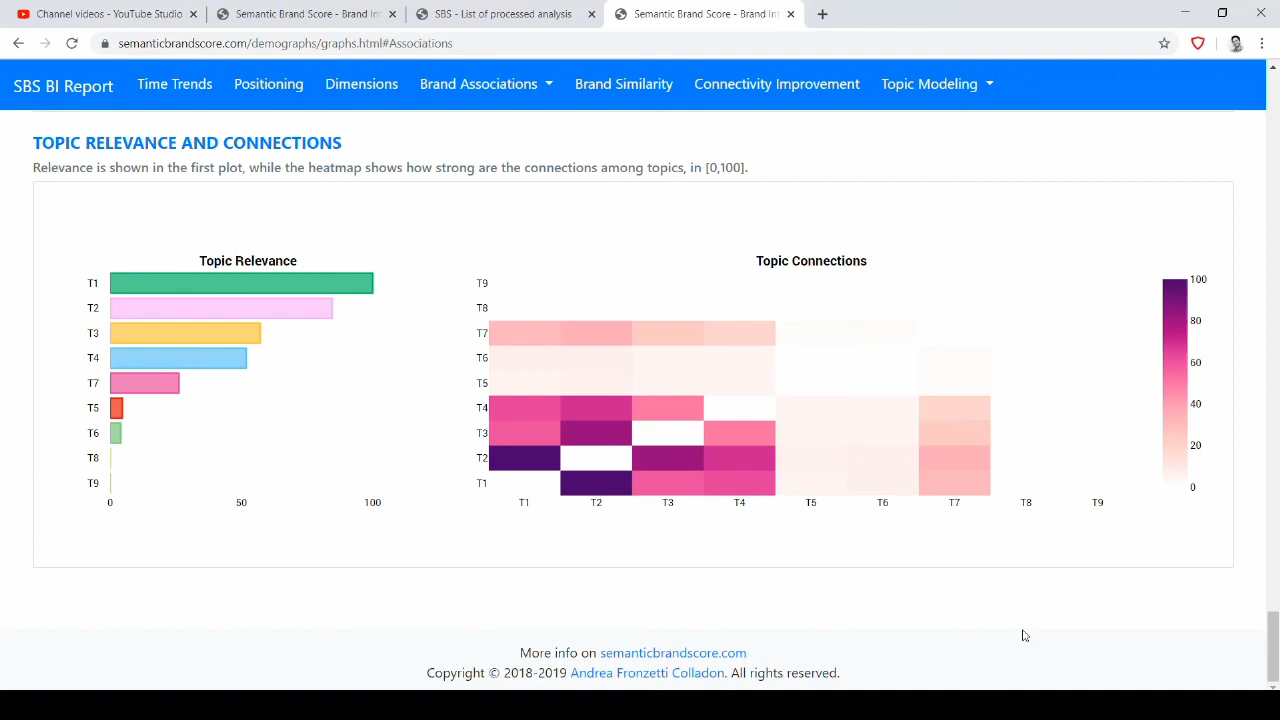 Channel videos - YouTube Studio
Semantic Brand Score - Brand Int
SBS - List of processed analysis
Semantic Brand Score - Brand Int
semanticbrandscore.com/demographs/graphs.html#Associations
SBS BI Report Time Trends Positioning Dimensions Brand Associations Brand Similarity Connectivity Improvement Topic Modeling
TOPIC RELEVANCE AND CONNECTIONS
Relevance is shown in the first plot, while the heatmap shows how strong are the connections among topics, in [0,100].
Topic Relevance
T1
T2
T3
T4
T7
T5
T6
T8
T9
0 50 100
Topic Connections
T9
T8
T7
T6
T5
T4
T3
T2
T1
T1 T2 T3 T4 T5 T6 T7 T8 T9
100
80
60
40
20
0
More info on semanticbrandscore.com
Copyright © 2018-2019 Andrea Fronzetti Colladon. All rights reserved.